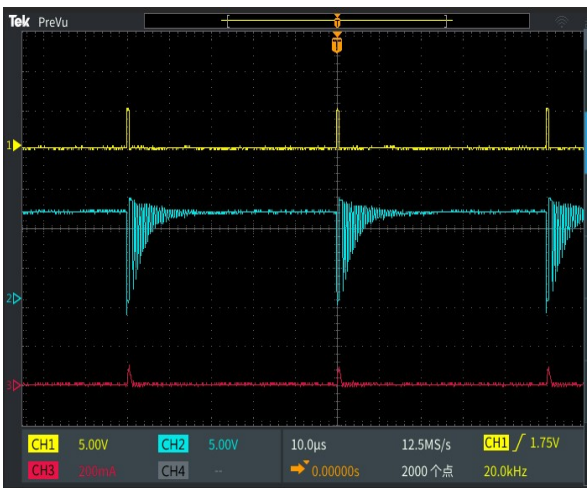 Tek PreVu
T
T
1
2
3
CH1 5.00V CH2 5.00V 10.0µs 12.5MS/s CH1 / 1.75V
CH3 200mA CH4 -- 0.00000s 2000 个点 20.0kHz